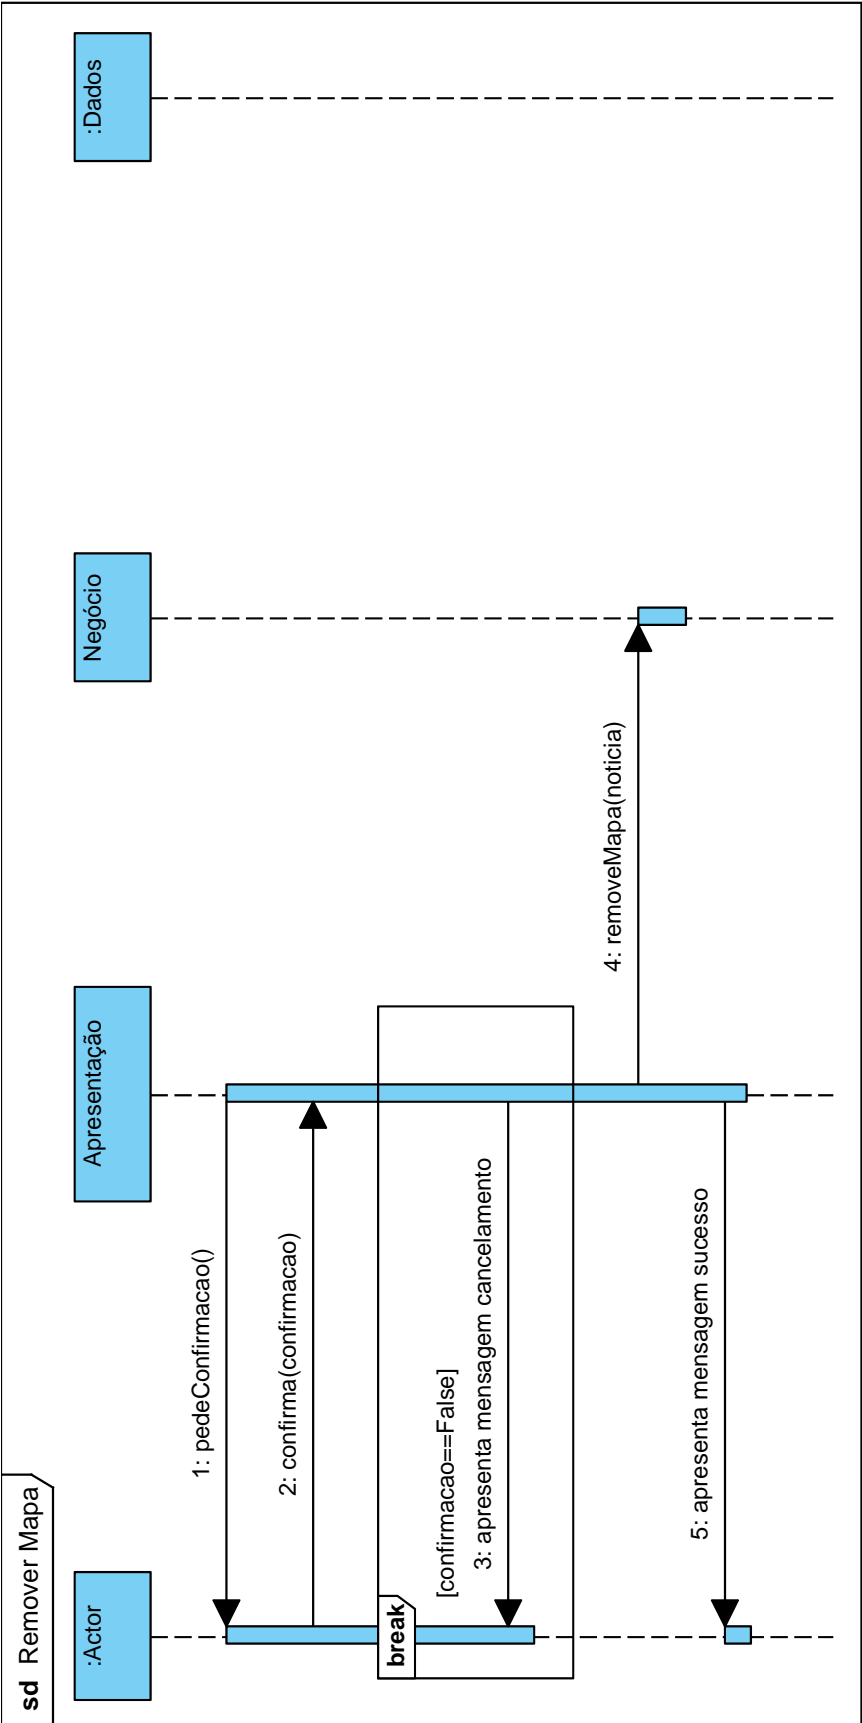 sd Remover Mapa
:Actor
Apresentação
Negócio
:Dados
1: pedeConfirmacao()
2: confirma(confirmacao)
break
[confirmacao==False]
3: apresenta mensagem cancelamento
4: removeMapa(noticia)
5: apresenta mensagem sucesso